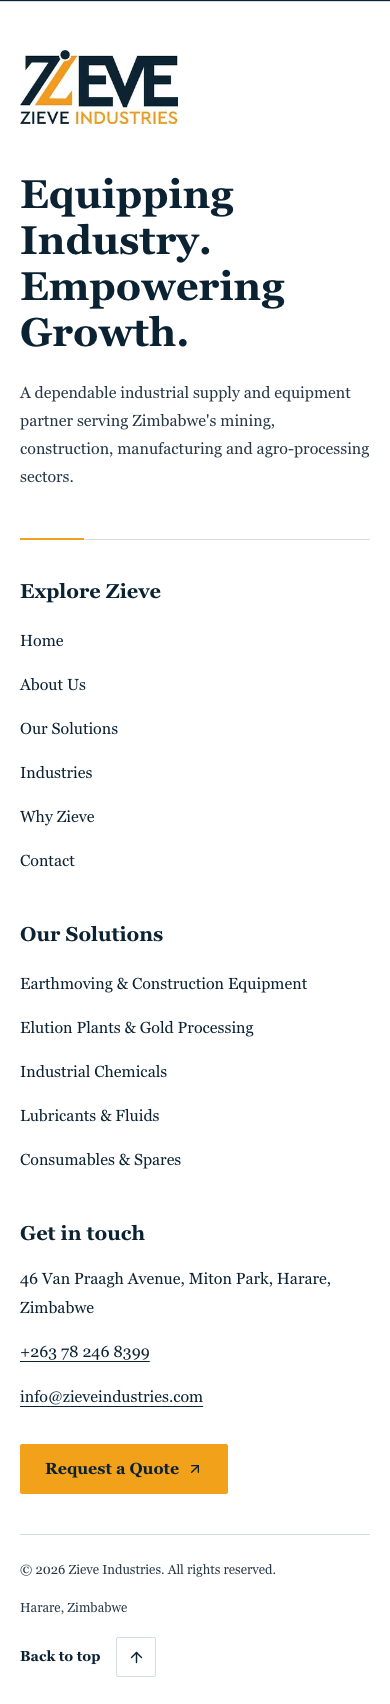 ZIEVE
ZIEVE INDUSTRIES
Equipping
Industry.
Empowering
Growth.
A dependable industrial supply and equipment
partner serving Zimbabwe's mining,
construction, manufacturing and agro-processing
sectors.
Explore Zieve
Home
About Us
Our Solutions
Industries
Why Zieve
Contact
Our Solutions
Earthmoving & Construction Equipment
Elution Plants & Gold Processing
Industrial Chemicals
Lubricants & Fluids
Consumables & Spares
Get in touch
46 Van Praagh Avenue, Miton Park, Harare,
Zimbabwe
+263 78 246 8399
info@zieveindustries.com
Request a Quote
© 2026 Zieve Industries. All rights reserved.
Harare, Zimbabwe
Back to top